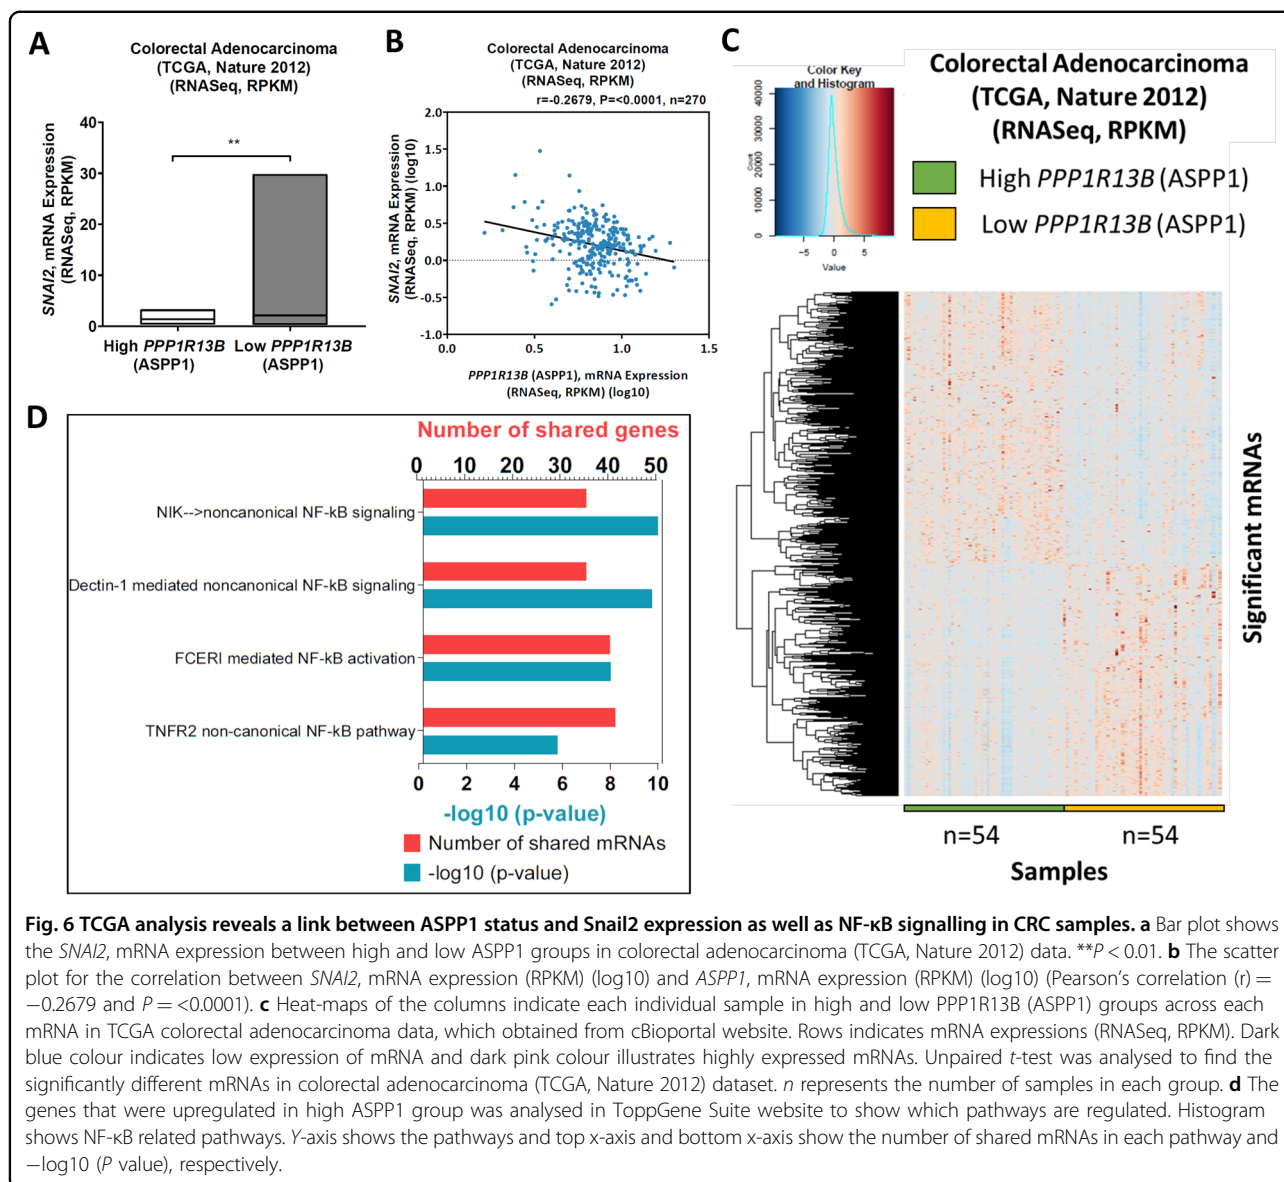 A
Colorectal Adenocarcinoma
(TCGA, Nature 2012)
(RNASeq, RPKM)
SNAI2, mRNA Expression
(RNASeq, RPKM)
40
30
20
10
0
**
High PPP1R13B
(ASPP1)
Low PPP1R13B
(ASPP1)
B
Colorectal Adenocarcinoma
(TCGA, Nature 2012)
(RNASeq, RPKM)
r=-0.2679, P=<0.0001, n=270
SNAI2, mRNA Expression
(RNASeq, RPKM) (log10)
2.0
1.5
1.0
0.5
0.0
-0.5
-1.0
0.0 0.5 1.0 1.5
PPP1R13B (ASPP1), mRNA Expression
(RNASeq, RPKM) (log10)
C
Color Key
and Histogram
Count
40000
30000
20000
10000
0
−5 0 5
Value
Colorectal Adenocarcinoma
(TCGA, Nature 2012)
(RNASeq, RPKM)
High PPP1R13B (ASPP1)
Low PPP1R13B (ASPP1)
Significant mRNAs
n=54 n=54
Samples
D
Number of shared genes
0 10 20 30 40 50
NIK-->noncanonical NF-kB signaling
Dectin-1 mediated noncanonical NF-kB signaling
FCERI mediated NF-kB activation
TNFR2 non-canonical NF-kB pathway
0 2 4 6 8 10
-log10 (p-value)
Number of shared mRNAs
-log10 (p-value)
Fig. 6 TCGA analysis reveals a link between ASPP1 status and Snail2 expression as well as NF-κB signalling in CRC samples. a Bar plot shows
the SNAI2, mRNA expression between high and low ASPP1 groups in colorectal adenocarcinoma (TCGA, Nature 2012) data. **P < 0.01. b The scatter
plot for the correlation between SNAI2, mRNA expression (RPKM) (log10) and ASPP1, mRNA expression (RPKM) (log10) (Pearson's correlation (r) =
−0.2679 and P = <0.0001). c Heat-maps of the columns indicate each individual sample in high and low PPP1R13B (ASPP1) groups across each
mRNA in TCGA colorectal adenocarcinoma data, which obtained from cBioportal website. Rows indicates mRNA expressions (RNASeq, RPKM). Dark
blue colour indicates low expression of mRNA and dark pink colour illustrates highly expressed mRNAs. Unpaired t-test was analysed to find the
significantly different mRNAs in colorectal adenocarcinoma (TCGA, Nature 2012) dataset. n represents the number of samples in each group. d The
genes that were upregulated in high ASPP1 group was analysed in ToppGene Suite website to show which pathways are regulated. Histogram
shows NF-κB related pathways. Y-axis shows the pathways and top x-axis and bottom x-axis show the number of shared mRNAs in each pathway and
−log10 (P value), respectively.